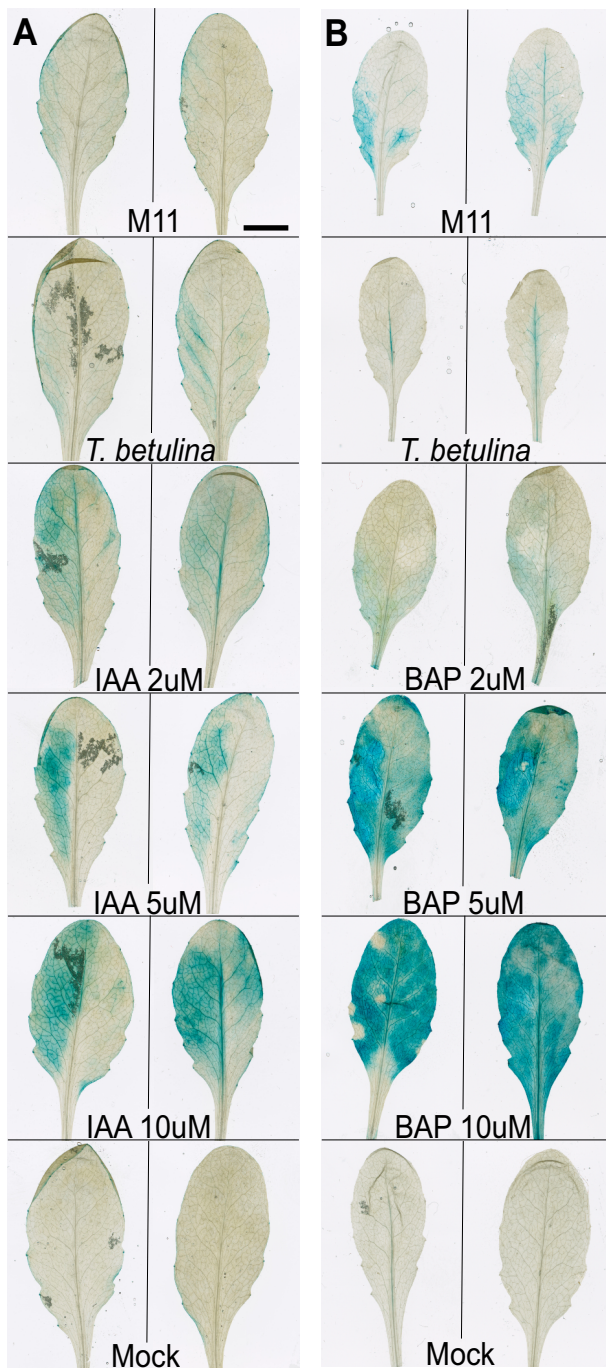 A
B
M11
M11
T. betulina
T. betulina
IAA 2uM
BAP 2uM
IAA 5uM
BAP 5uM
IAA 10uM
BAP 10uM
Mock
Mock